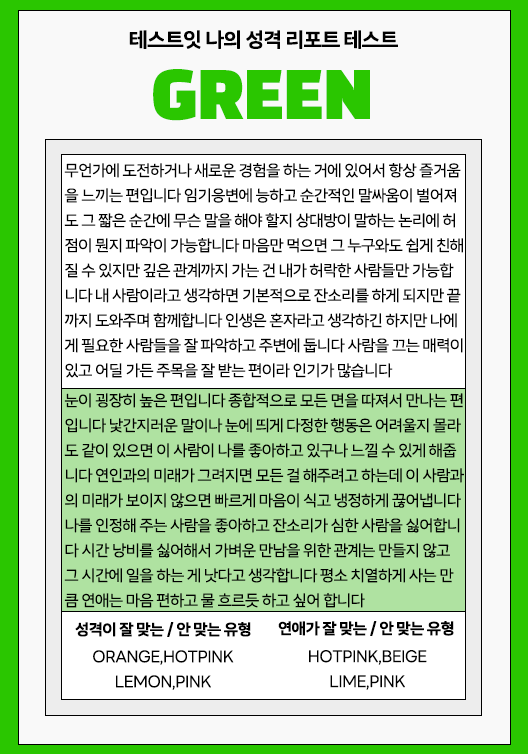 테스트잇 나의 성격 리포트 테스트
GREEN
무언가에 도전하거나 새로운 경험을 하는 거에 있어서 항상 즐거움
을 느끼는 편입니다 임기응변에 능하고 순간적인 말싸움이 벌어져
도 그 짧은 순간에 무슨 말을 해야 할지 상대방이 말하는 논리에 허
점이 뭔지 파악이 가능합니다 마음만 먹으면 그 누구와도 쉽게 친해
질 수 있지만 깊은 관계까지 가는 건 내가 허락한 사람들만 가능합
니다 내 사람이라고 생각하면 기본적으로 잔소리를 하게 되지만 끝
까지 도와주며 함께합니다 인생은 혼자라고 생각하긴 하지만 나에
게 필요한 사람들을 잘 파악하고 주변에 둡니다 사람을 끄는 매력이
있고 어딜 가든 주목을 잘 받는 편이라 인기가 많습니다
눈이 굉장히 높은 편입니다 종합적으로 모든 면을 따져서 만나는 편
입니다 낯간지러운 말이나 눈에 띄게 다정한 행동은 어려울지 몰라
도 같이 있으면 이 사람이 나를 좋아하고 있구나 느낄 수 있게 해줍
니다 연인과의 미래가 그려지면 모든 걸 해주려고 하는데 이 사람과
의 미래가 보이지 않으면 빠르게 마음이 식고 냉정하게 끊어냅니다
나를 인정해 주는 사람을 좋아하고 잔소리가 심한 사람을 싫어합니
다 시간 낭비를 싫어해서 가벼운 만남을 위한 관계는 만들지 않고
그 시간에 일을 하는 게 낫다고 생각합니다 평소 치열하게 사는 만
큼 연애는 마음 편하고 물 흐르듯 하고 싶어 합니다
성격이 잘 맞는 / 안 맞는 유형
ORANGE,HOTPINK
LEMON,PINK
연애가 잘 맞는 / 안 맞는 유형
HOTPINK,BEIGE
LIME,PINK